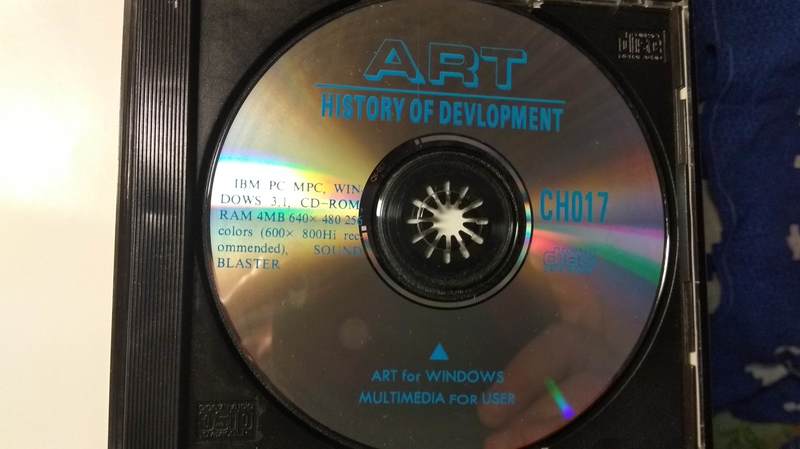 ART
HISTORY OF DEVLOPMENT
IBM PC MPC, WIN-
DOWS 3.1, CD-ROM,
RAM 4MB 640× 480 256
colors (600× 800Hi rec-
ommended), SOUND
BLASTER
CH017
ART for WINDOWS
MULTIMEDIA FOR USER